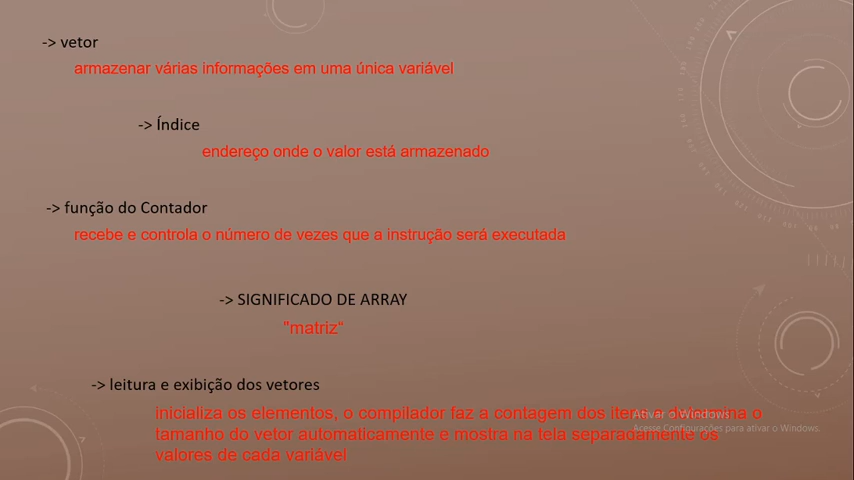 -> vetor
armazenar várias informações em uma única variável
-> Índice
endereço onde o valor está armazenado
-> função do Contador
recebe e controla o número de vezes que a instrução será executada
-> SIGNIFICADO DE ARRAY
"matriz"
-> leitura e exibição dos vetores
inicializa os elementos, o compilador faz a contagem dos itens e determina o
tamanho do vetor automaticamente e mostra na tela separadamente os
valores de cada variável
Ativar o Windows
Acesse Configurações para ativar o Windows.